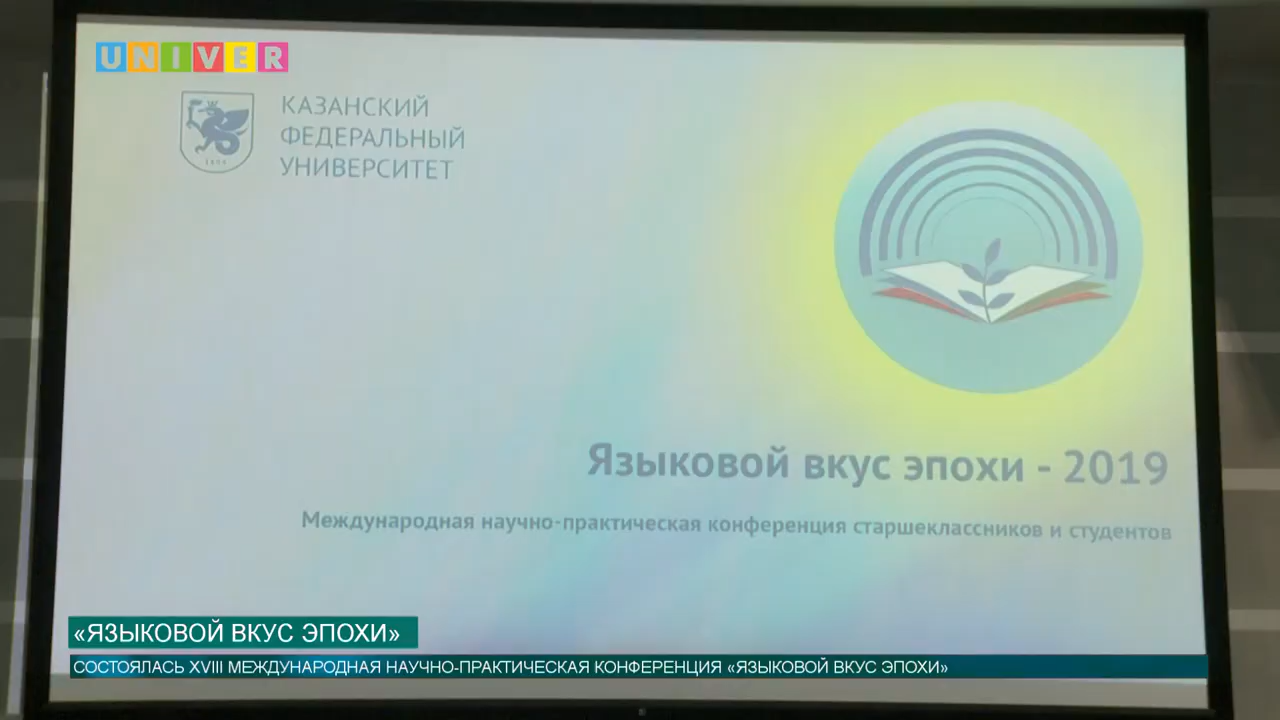 UNIVER
КАЗАНСКИЙ
ФЕДЕРАЛЬНЫЙ
УНИВЕРСИТЕТ
Языковой вкус эпохи - 2019
Международная научно-практическая конференция старшеклассников и студентов
«ЯЗЫКОВОЙ ВКУС ЭПОХИ»
СОСТОЯЛАСЬ XVIII МЕЖДУНАРОДНАЯ НАУЧНО-ПРАКТИЧЕСКАЯ КОНФЕРЕНЦИЯ «ЯЗЫКОВОЙ ВКУС ЭПОХИ»